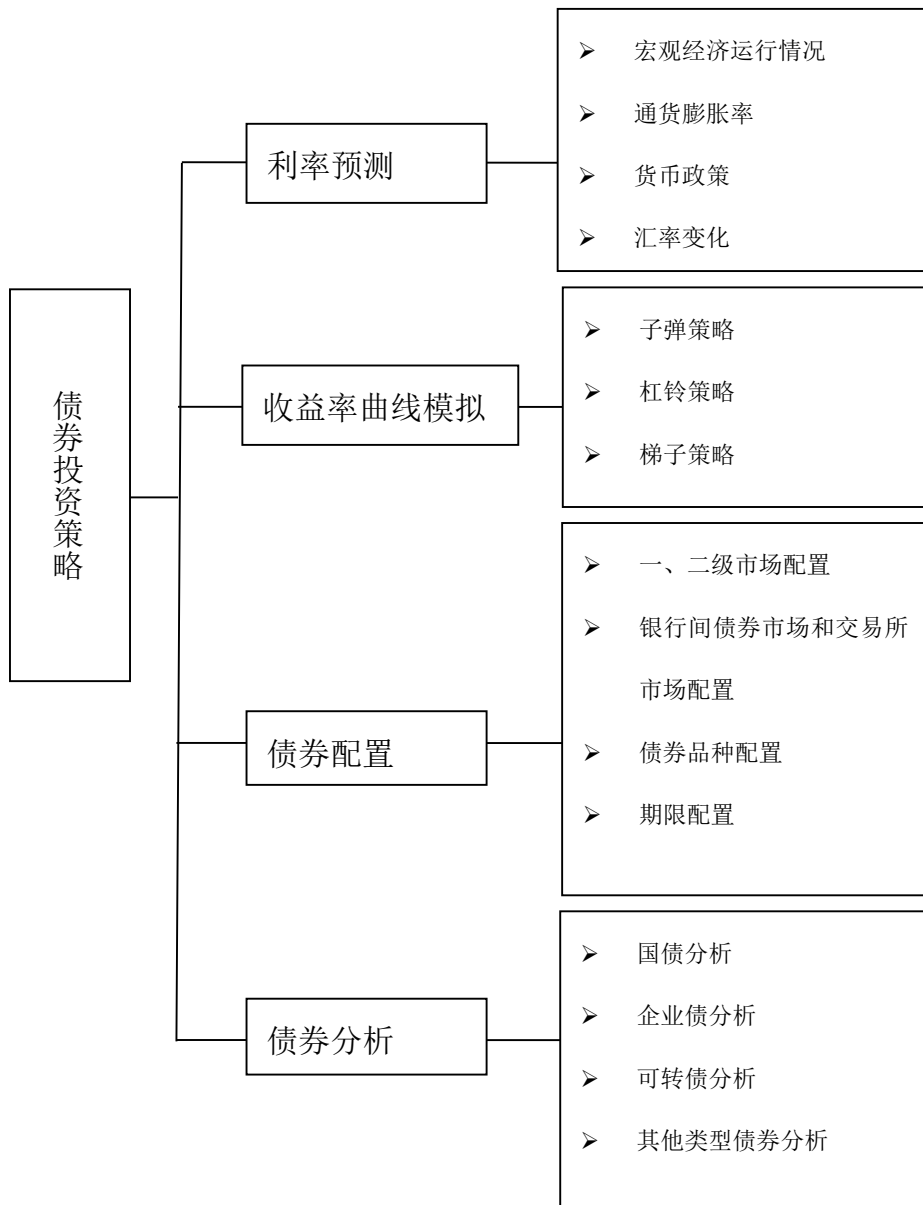 债券投资策略
利率预测
➢ 宏观经济运行情况
➢ 通货膨胀率
➢ 货币政策
➢ 汇率变化
收益率曲线模拟
➢ 子弹策略
➢ 杠铃策略
➢ 梯子策略
债券配置
➢ 一、二级市场配置
➢ 银行间债券市场和交易所
市场配置
➢ 债券品种配置
➢ 期限配置
债券分析
➢ 国债分析
➢ 企业债分析
➢ 可转债分析
➢ 其他类型债券分析